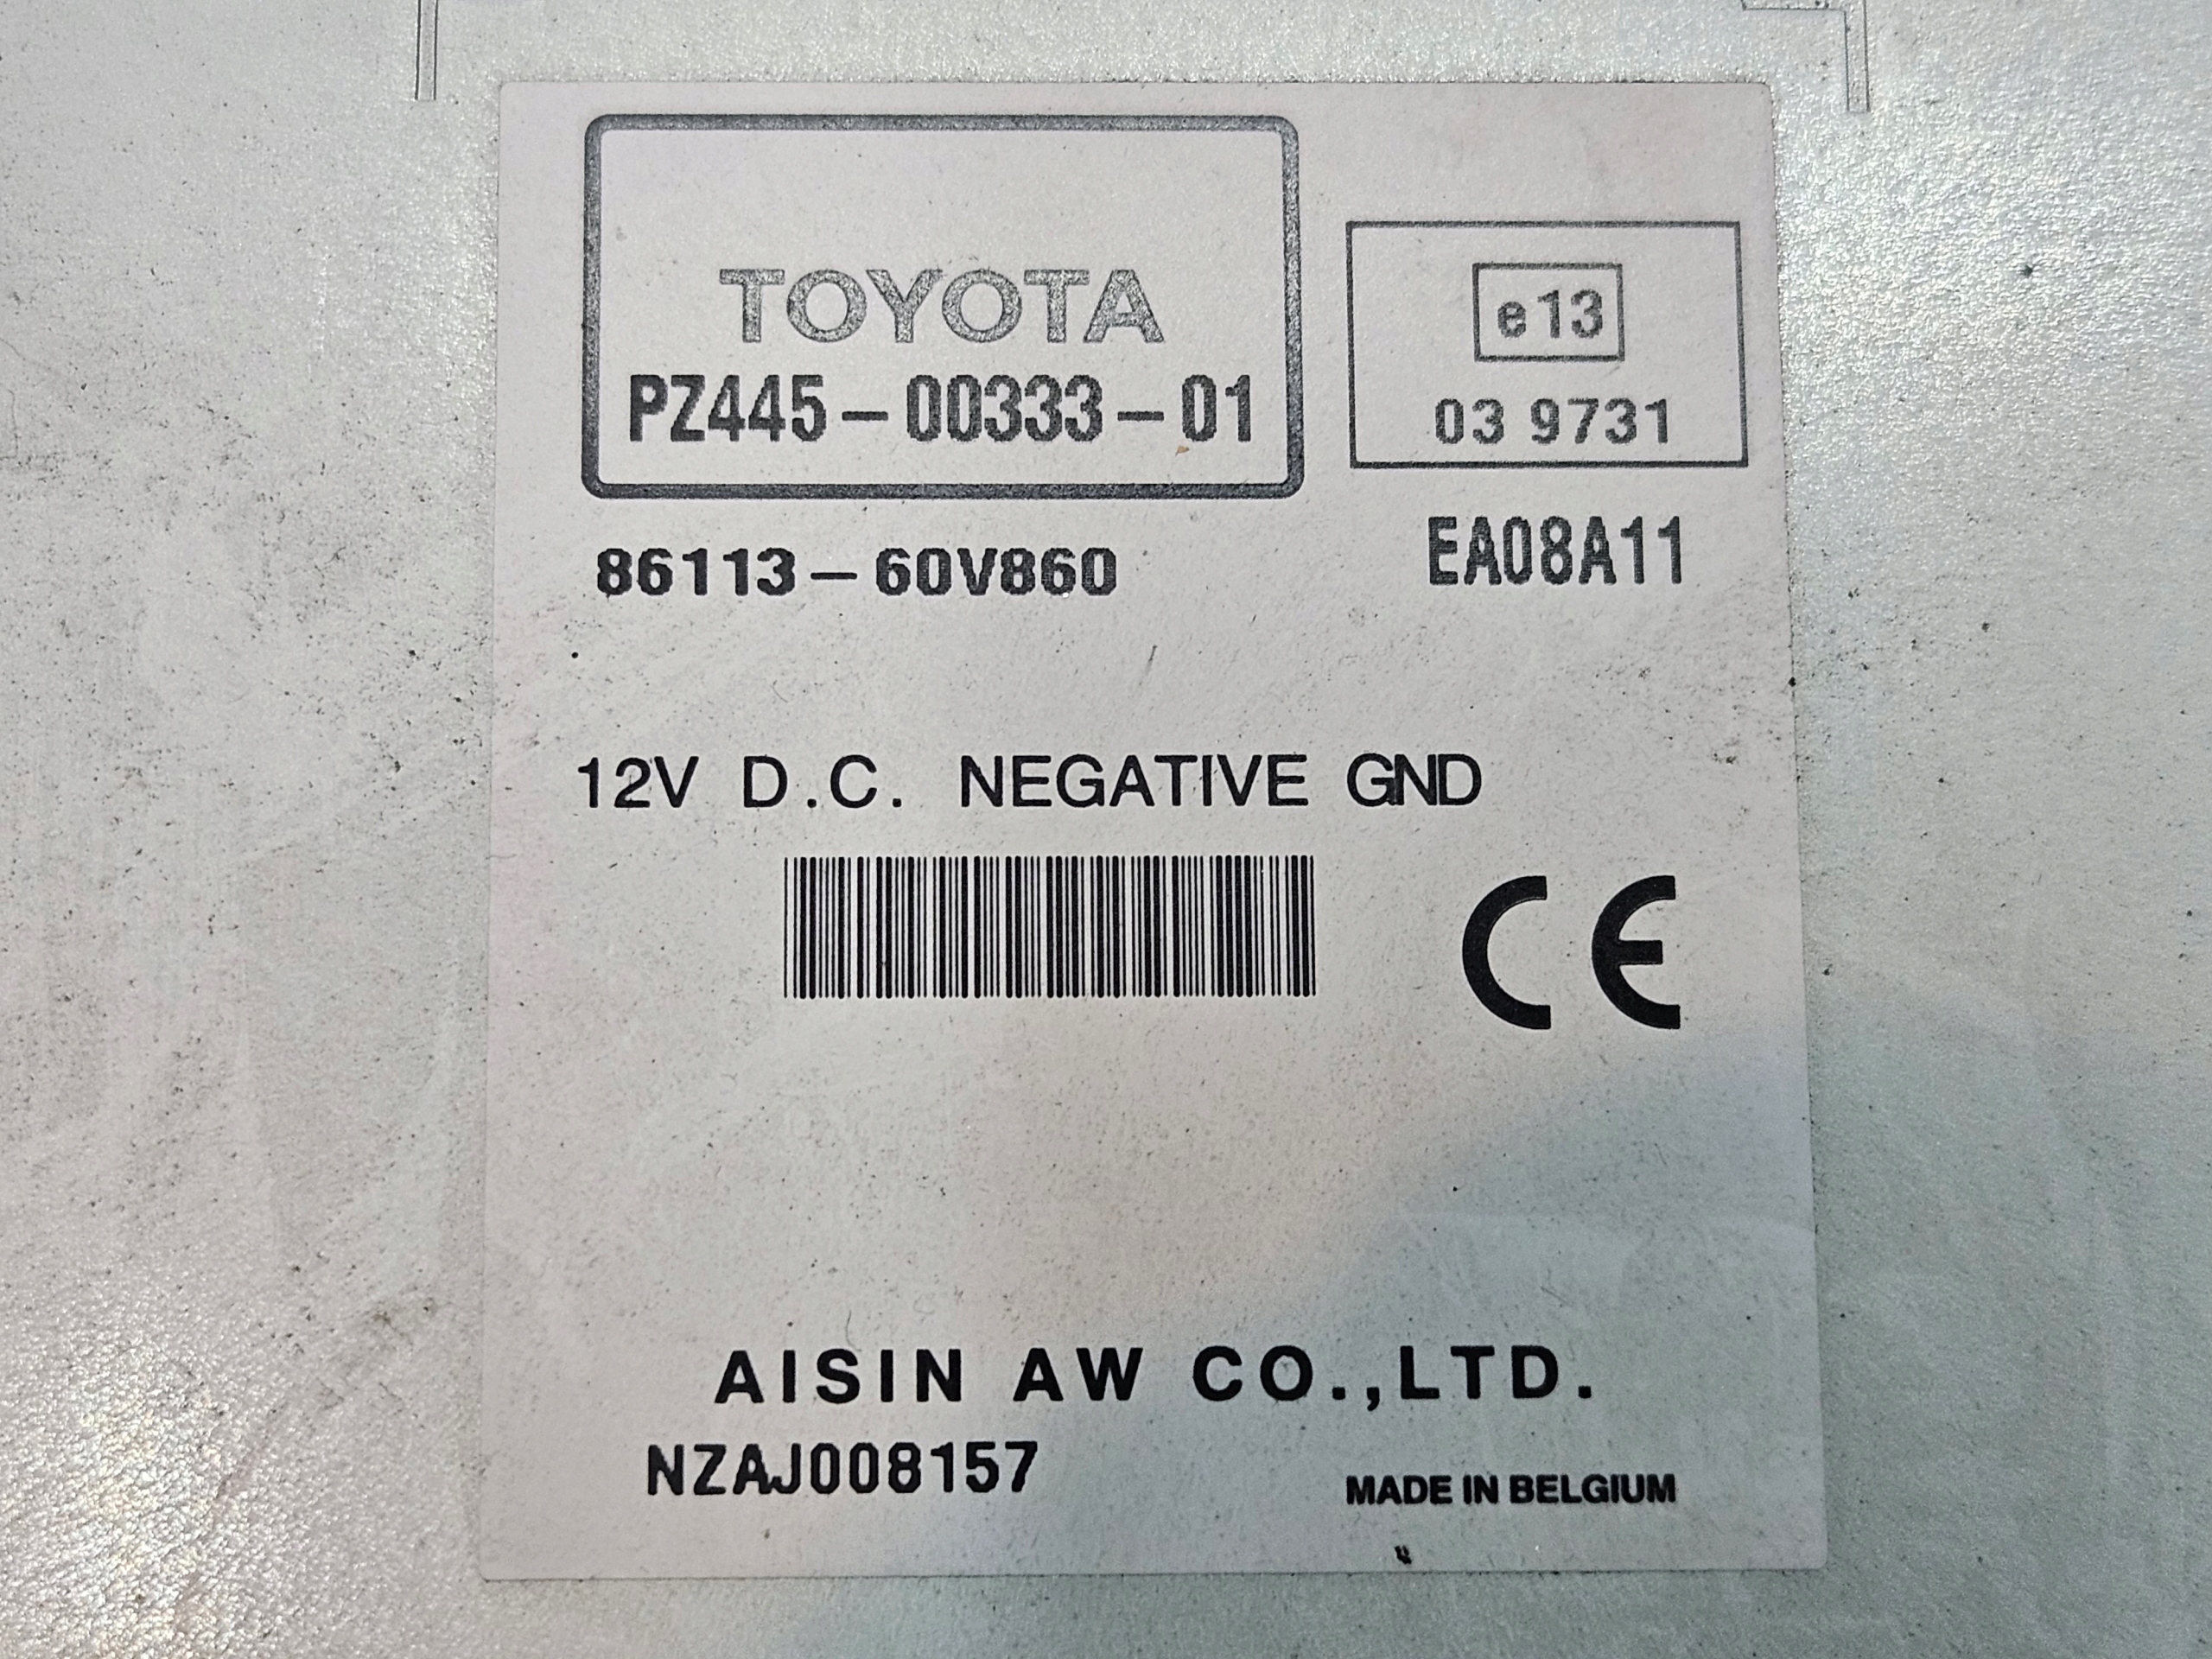 TOYOTA
PZ445-00333-01
e13
03 9731
86113-60V860
EA08A11
12V D.C. NEGATIVE GND
CE
AISIN AW CO.,LTD.
NZAJ008157
MADE IN BELGIUM